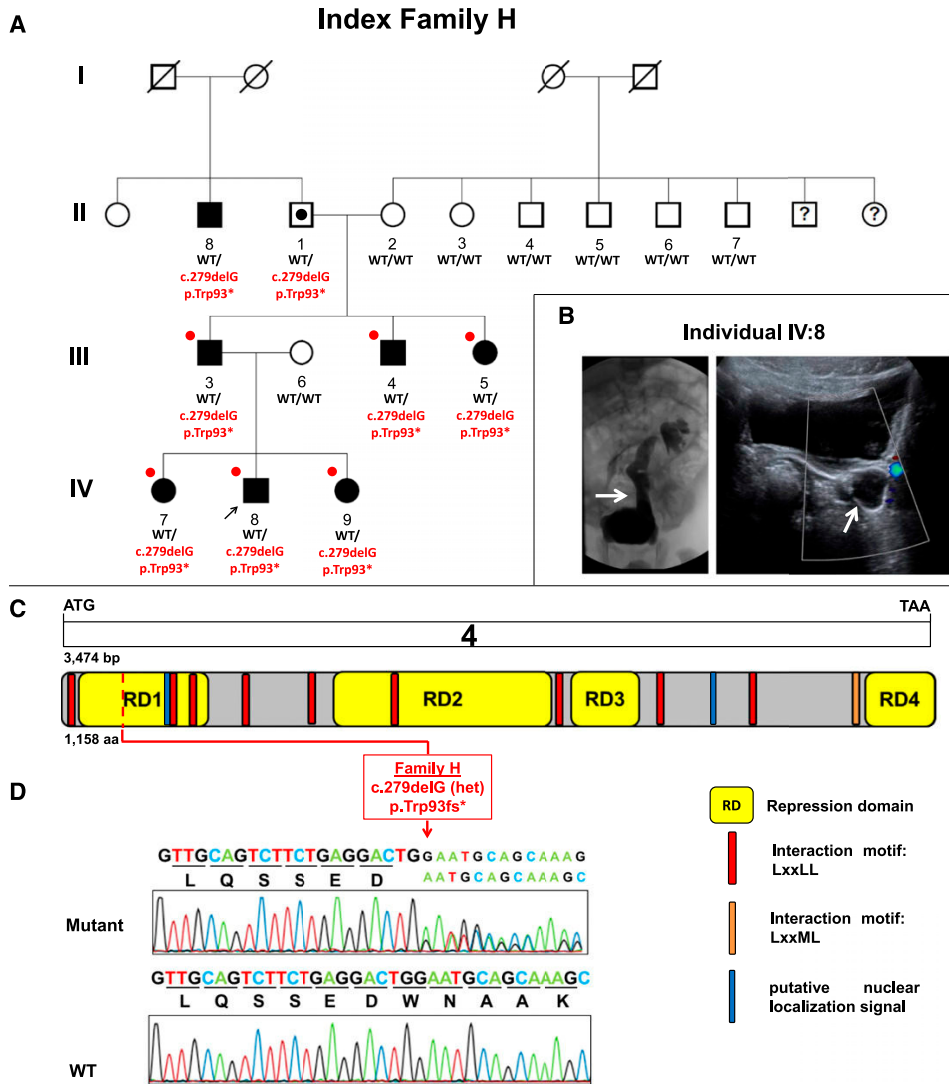 Index Family H
A
I
II
? ?
8 1 2 3 4 5 6 7
WT/ WT/ WT/WT WT/WT WT/WT WT/WT WT/WT WT/WT
c.279delG c.279delG
p.Trp93* p.Trp93*
III
3 6 4 5
WT/ WT/WT WT/ WT/
c.279delG c.279delG c.279delG
p.Trp93* p.Trp93* p.Trp93*
IV
7 8 9
WT/ WT/ WT/
c.279delG c.279delG c.279delG
p.Trp93* p.Trp93* p.Trp93*
B
Individual IV:8
C
ATG TAA
4
3,474 bp
RD1 RD2 RD3 RD4
1,158 aa
Family H
c.279delG (het)
p.Trp93fs*
D
GTTGCAGTCTTCTGAGGACTGGAATGCAGCAAAG
AATGCAGCAAAGC
L Q S S E D
Mutant
GTTGCAGTCTTCTGAGGACTGGAATGCAGCAAAGC
L Q S S E D W N A A K
WT
RD Repression domain
Interaction motif:
LxxLL
Interaction motif:
LxxML
putative nuclear
localization signal